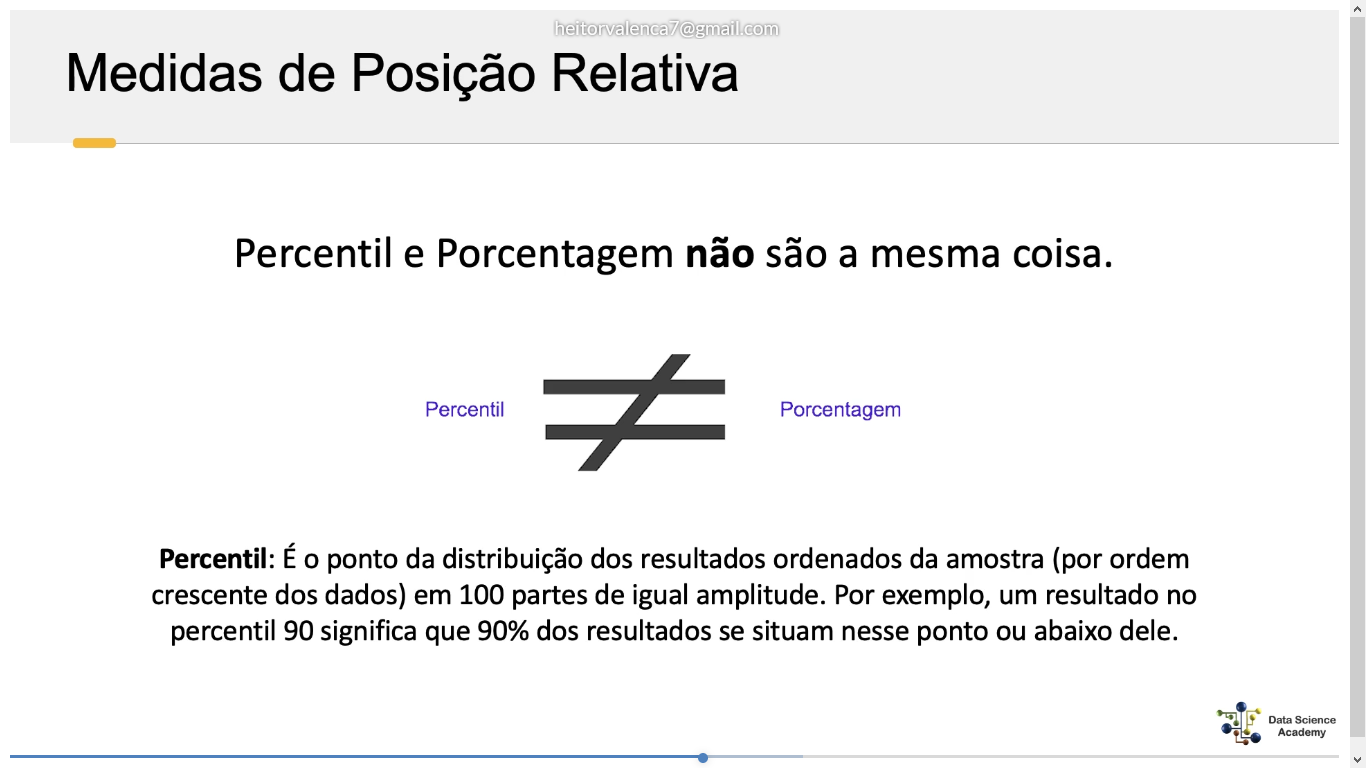 heitorvalenca7@gmail.com
Medidas de Posição Relativa
Percentil e Porcentagem não são a mesma coisa.
Percentil
Porcentagem
Percentil: É o ponto da distribuição dos resultados ordenados da amostra (por ordem
crescente dos dados) em 100 partes de igual amplitude. Por exemplo, um resultado no
percentil 90 significa que 90% dos resultados se situam nesse ponto ou abaixo dele.
Data Science
Academy